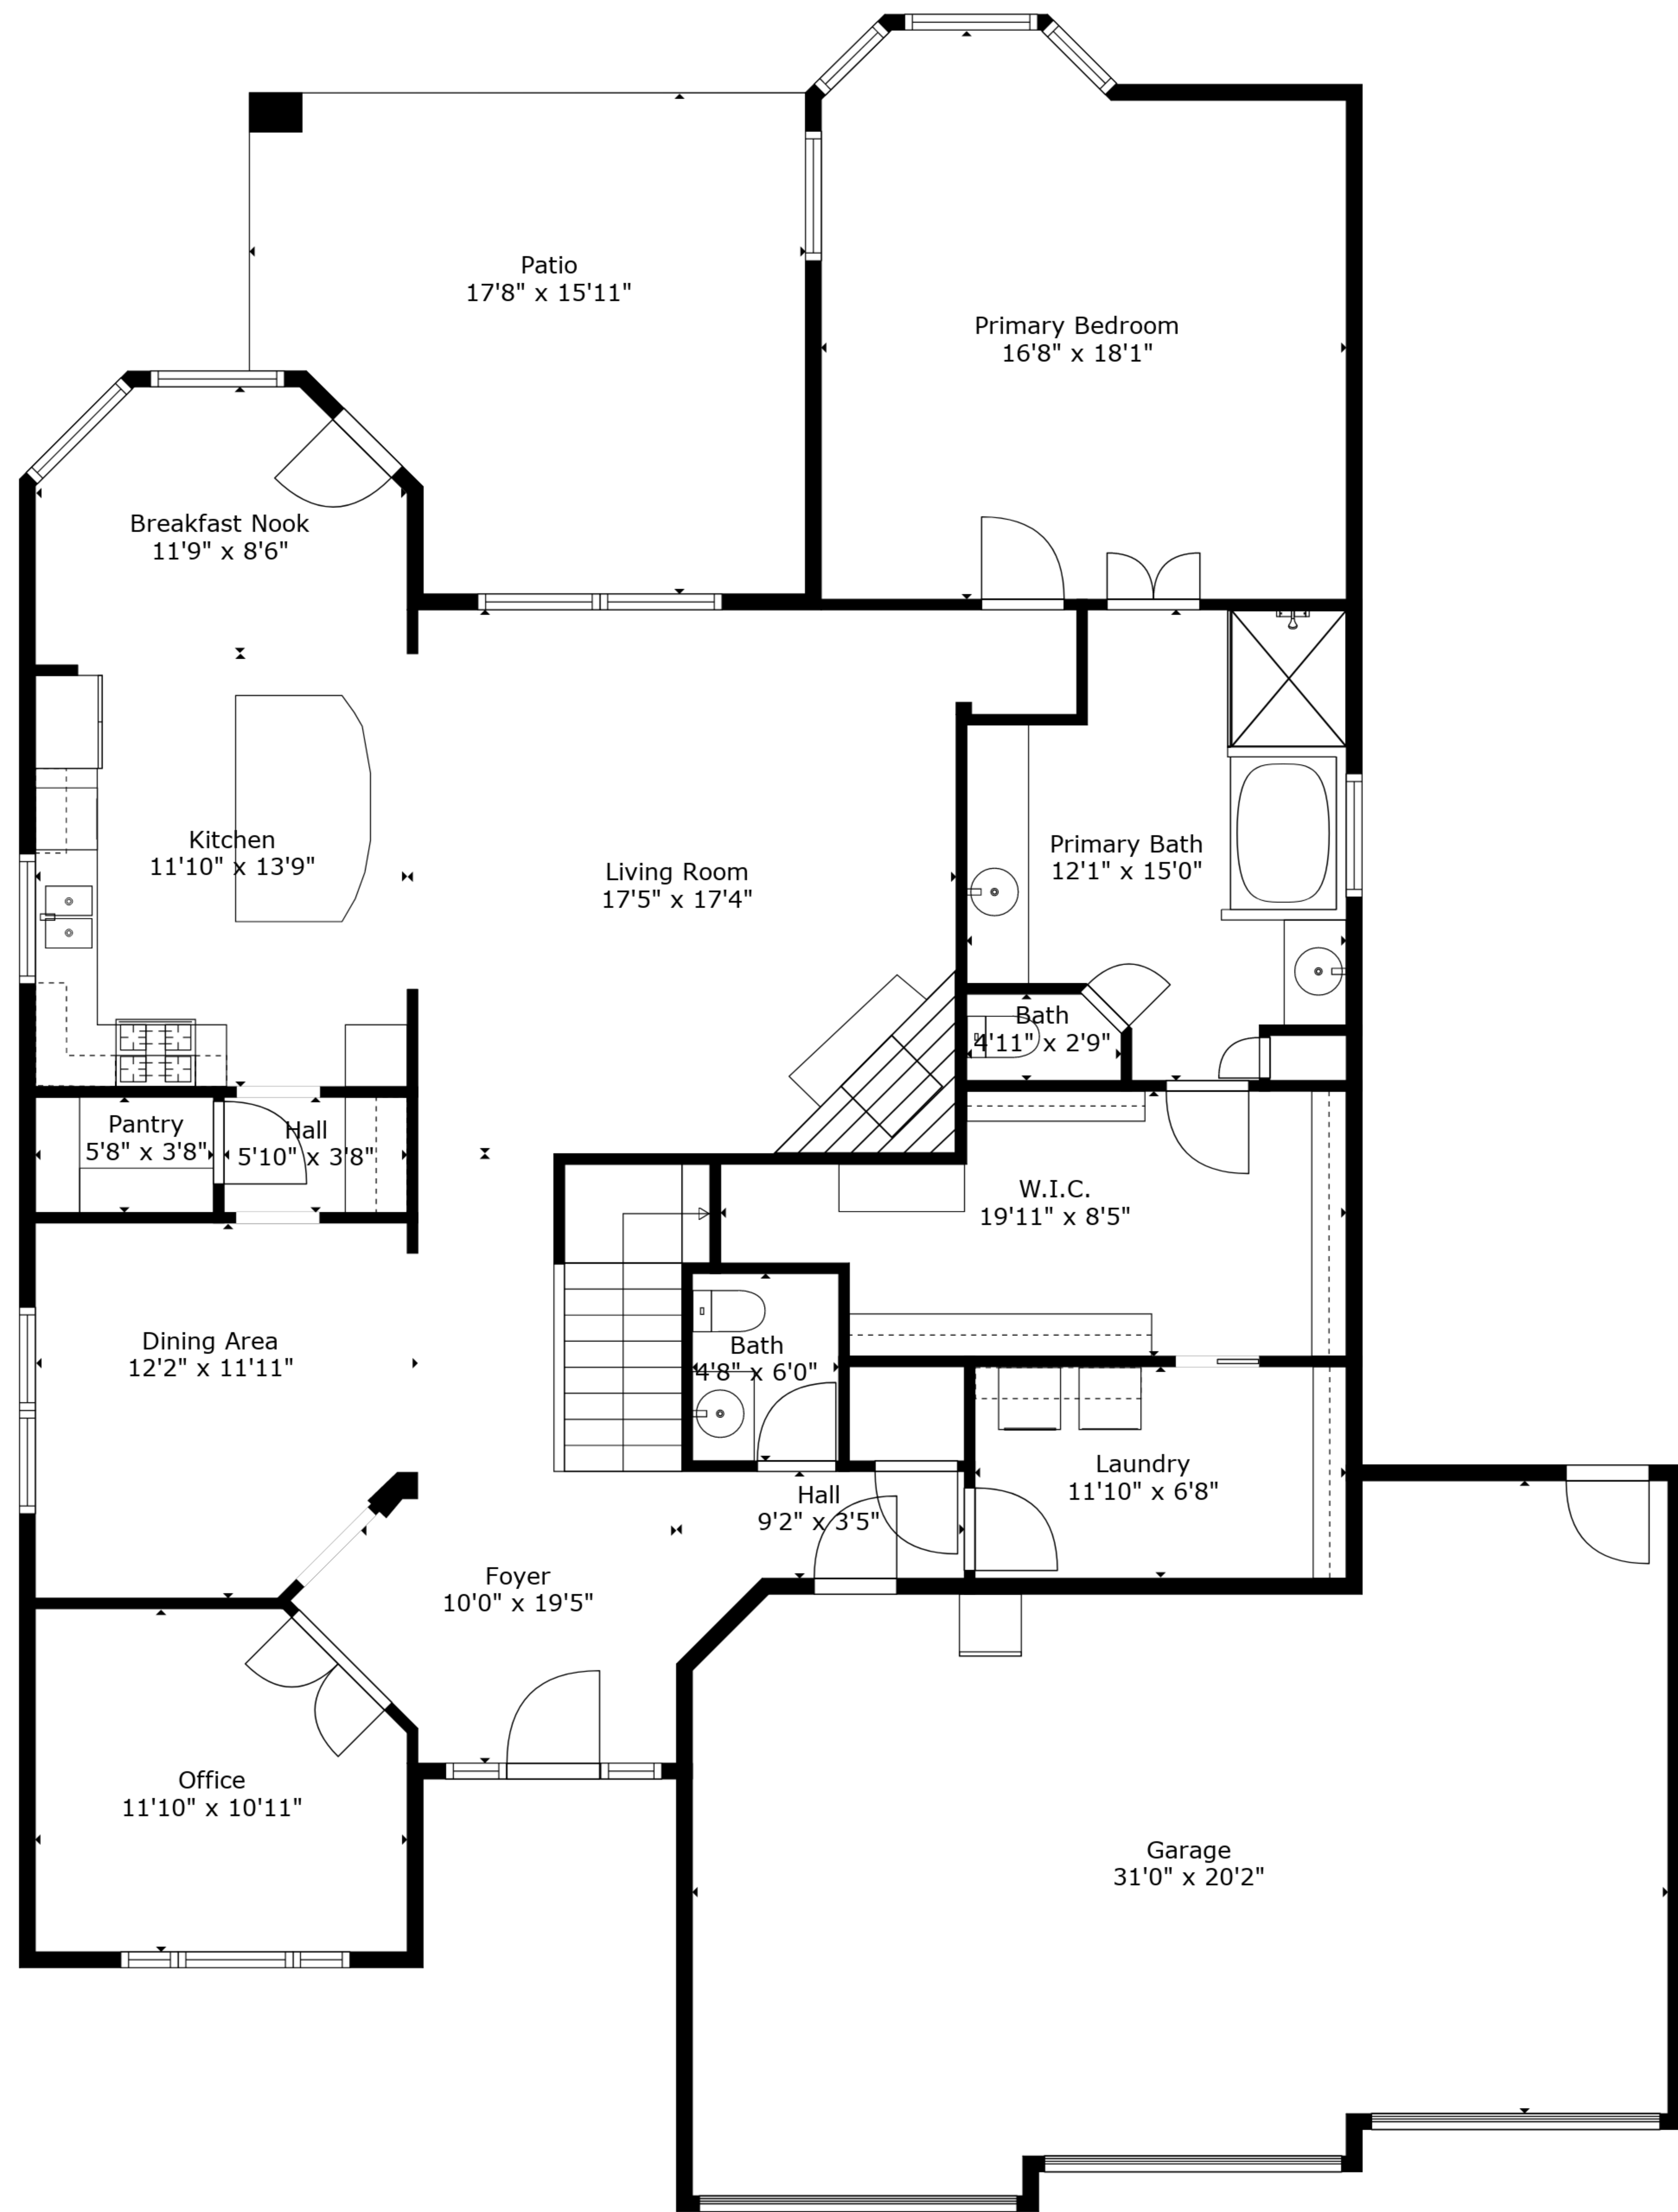 Patio
17'8" x 15'11"
Primary Bedroom
16'8" x 18'1"
Breakfast Nook
11'9" x 8'6"
Kitchen
11'10" x 13'9"
Living Room
17'5" x 17'4"
Primary Bath
12'1" x 15'0"
Bath
4'11" x 2'9"
Pantry
5'8" x 3'8"
Hall
5'10" x 3'8"
W.I.C.
19'11" x 8'5"
Dining Area
12'2" x 11'11"
Bath
4'8" x 6'0"
Laundry
11'10" x 6'8"
Hall
9'2" x 3'5"
Foyer
10'0" x 19'5"
Office
11'10" x 10'11"
Garage
31'0" x 20'2"